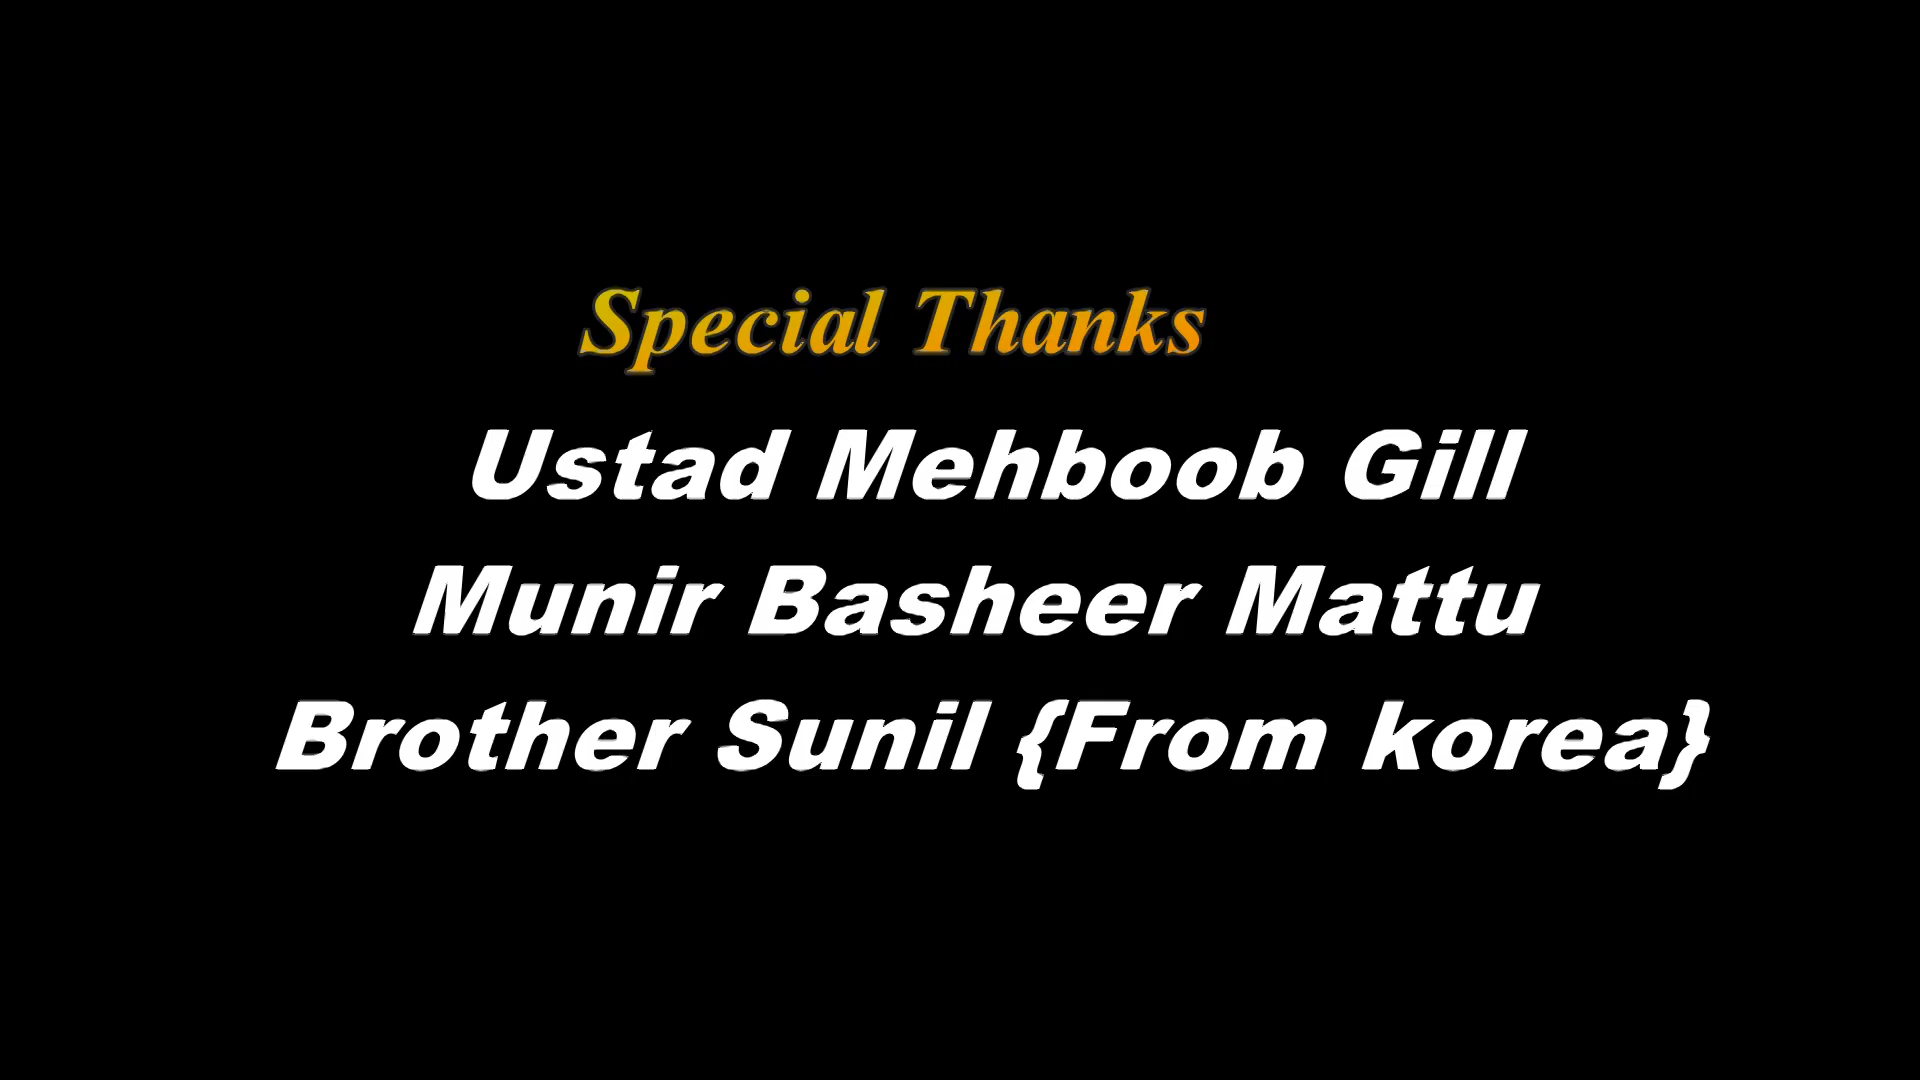 Special Thanks
Ustad Mehboob Gill
Munir Basheer Mattu
Brother Sunil {From korea}